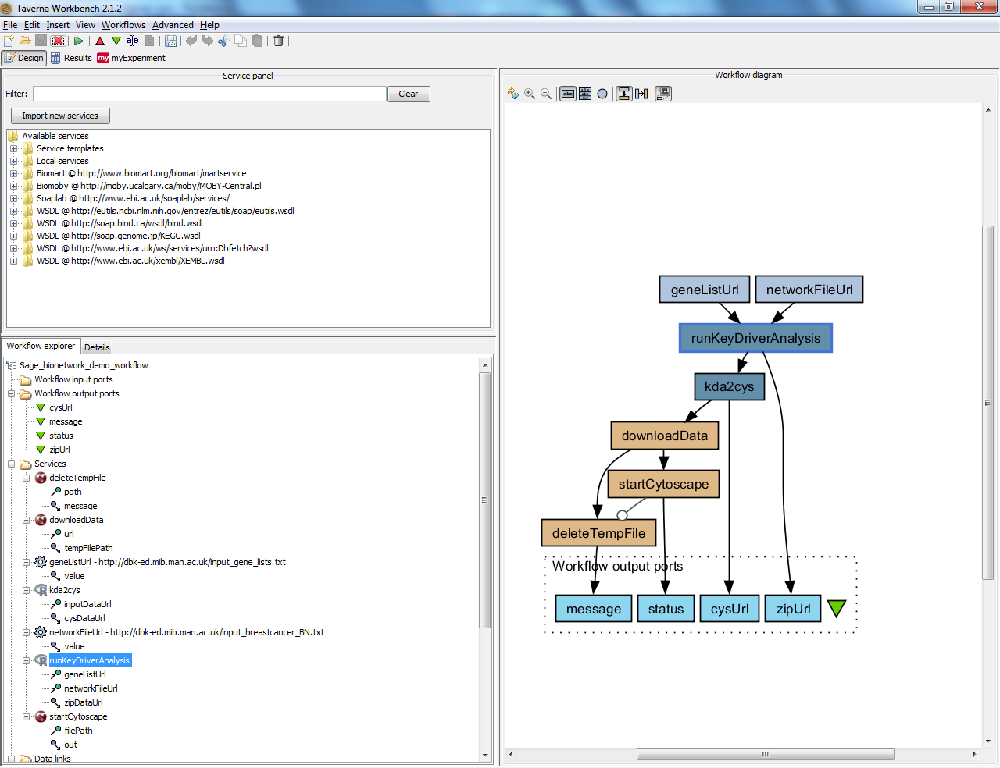 Taverna Workbench 2.1.2
File Edit Insert View Workflows Advanced Help
a|e
Design Results my myExperiment
Service panel
Filter: Clear
Import new services
Available services
Service templates
Local services
Biomart @ http://www.biomart.org/biomart/martservice
Biomoby @ http://moby.ucalgary.ca/moby/MOBY-Central.pl
Soaplab @ http://www.ebi.ac.uk/soaplab/services/
WSDL @ http://eutils.ncbi.nlm.nih.gov/entrez/eutils/soap/eutils.wsdl
WSDL @ http://soap.bind.ca/wsdl/bind.wsdl
WSDL @ http://soap.genome.jp/KEGG.wsdl
WSDL @ http://www.ebi.ac.uk/ws/services/urn:Dbfetch?wsdl
WSDL @ http://www.ebi.ac.uk/xembl/XEMBL.wsdl
Workflow explorer Details
Sage_bionetwork_demo_workflow
Workflow input ports
Workflow output ports
cysUrl
message
status
zipUrl
Services
deleteTempFile
path
message
downloadData
url
tempFilePath
geneListUrl - http://dbk-ed.mib.man.ac.uk/input_gene_lists.txt
value
kda2cys
inputDataUrl
cysDataUrl
networkFileUrl - http://dbk-ed.mib.man.ac.uk/input_breastcancer_BN.txt
value
runKeyDriverAnalysis
geneListUrl
networkFileUrl
zipDataUrl
startCytoscape
filePath
out
Data links
Workflow diagram
abc
geneListUrl networkFileUrl
runKeyDriverAnalysis
kda2cys
downloadData
startCytoscape
deleteTempFile
Workflow output ports
message status cysUrl zipUrl